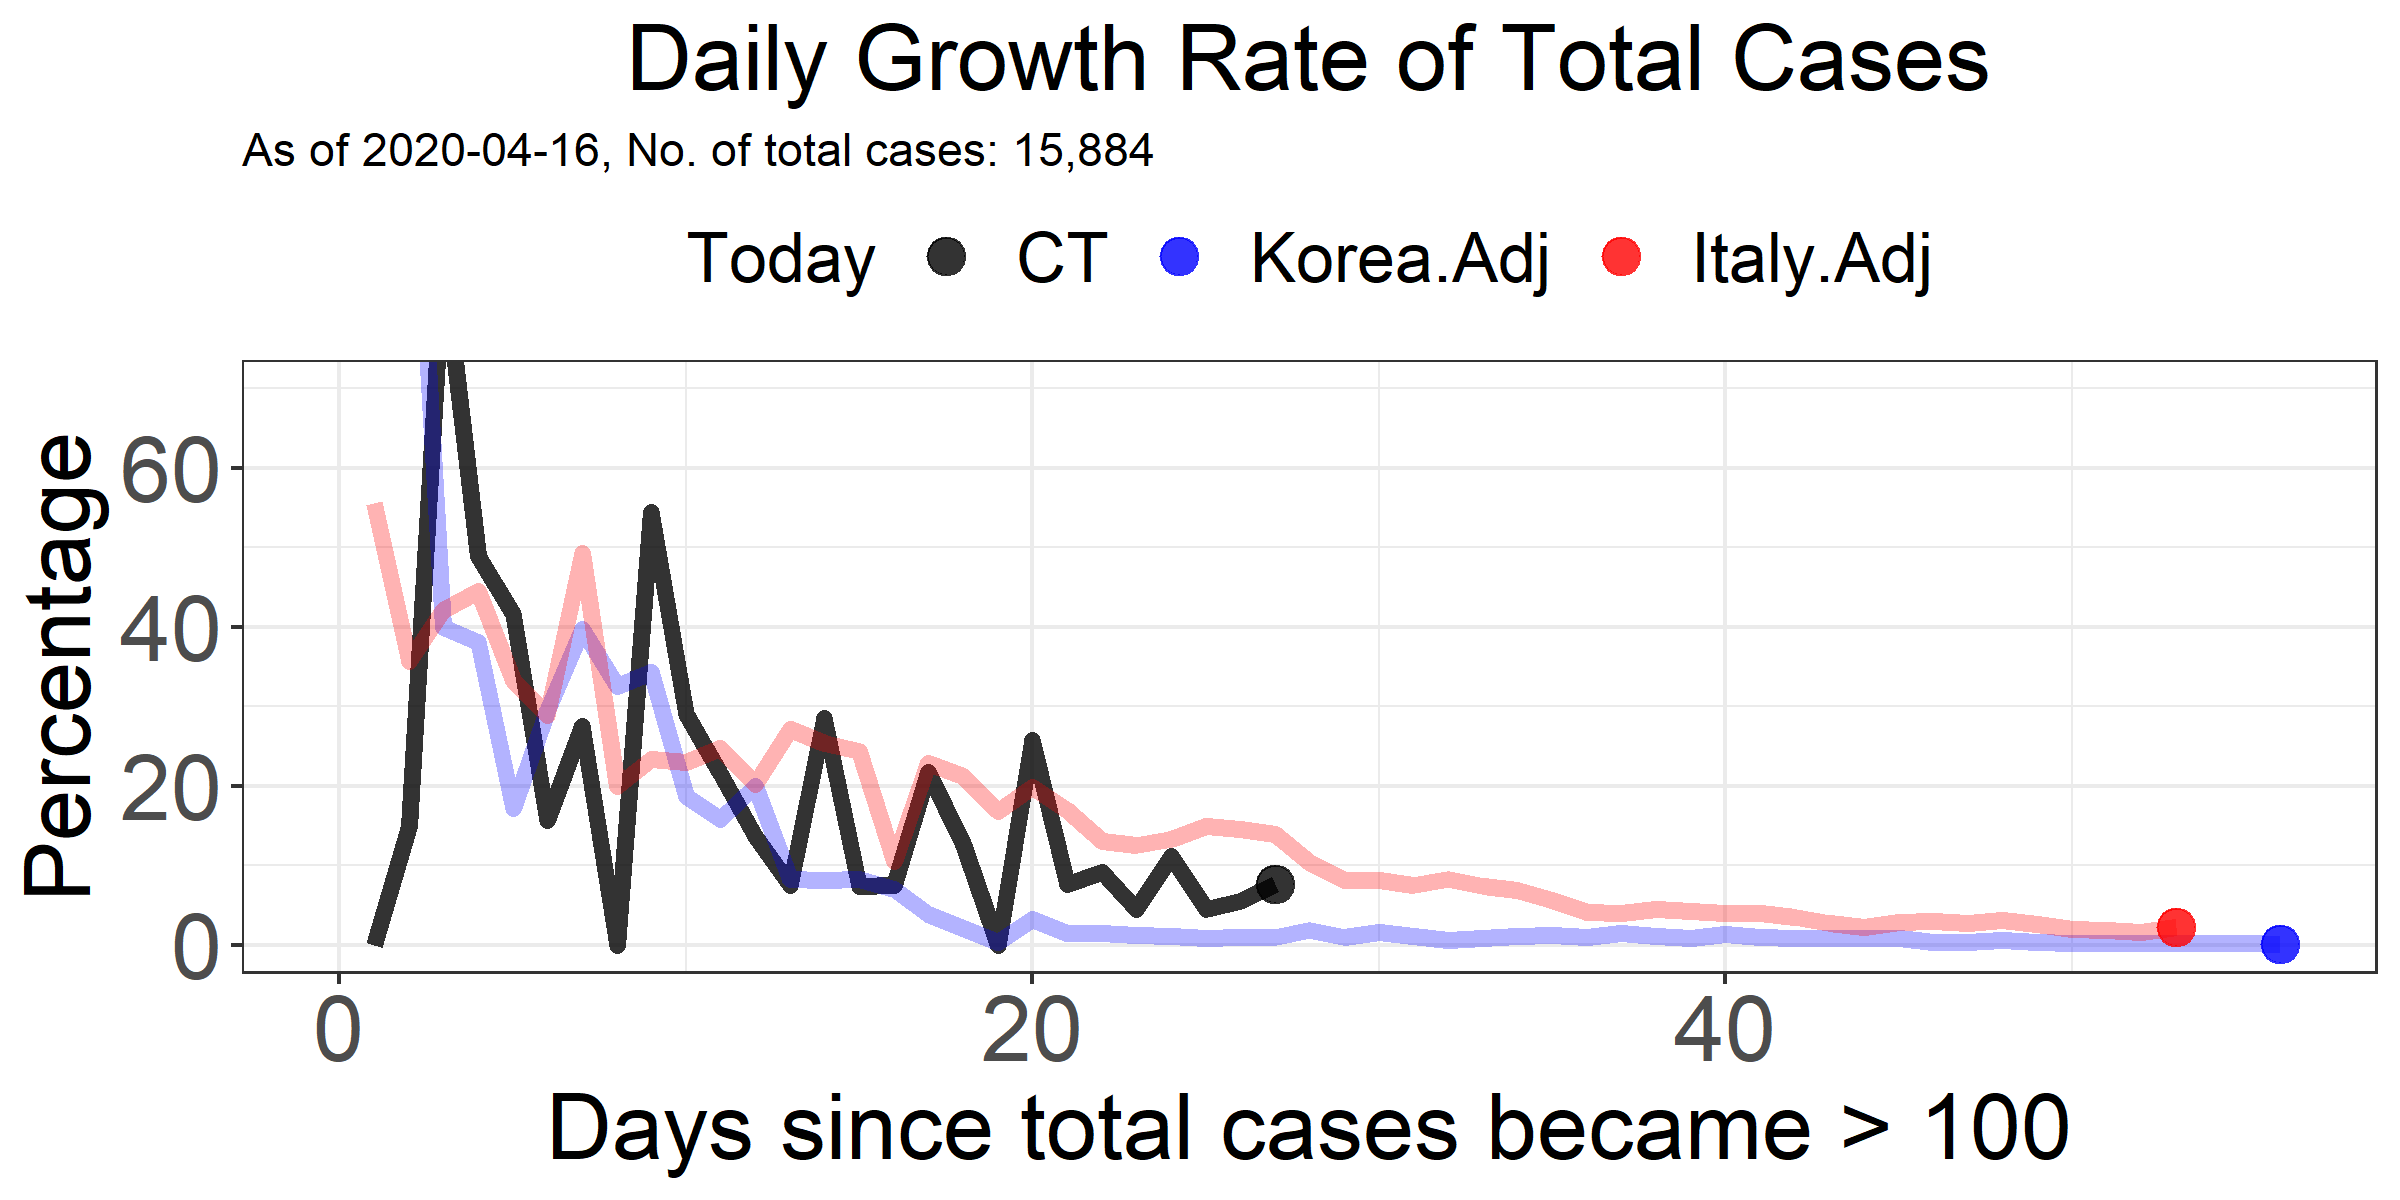 Daily Growth Rate of Total Cases
As of 2020-04-16, No. of total cases: 15,884
Today CT Korea.Adj Italy.Adj
Percentage
60
40
20
0
0 20 40
Days since total cases became > 100